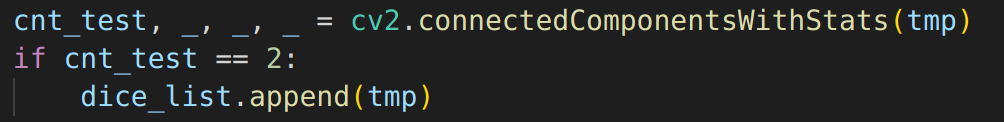 cnt_test, _, _, _ = cv2.connectedComponentsWithStats(tmp)
if cnt_test == 2:
    dice_list.append(tmp)